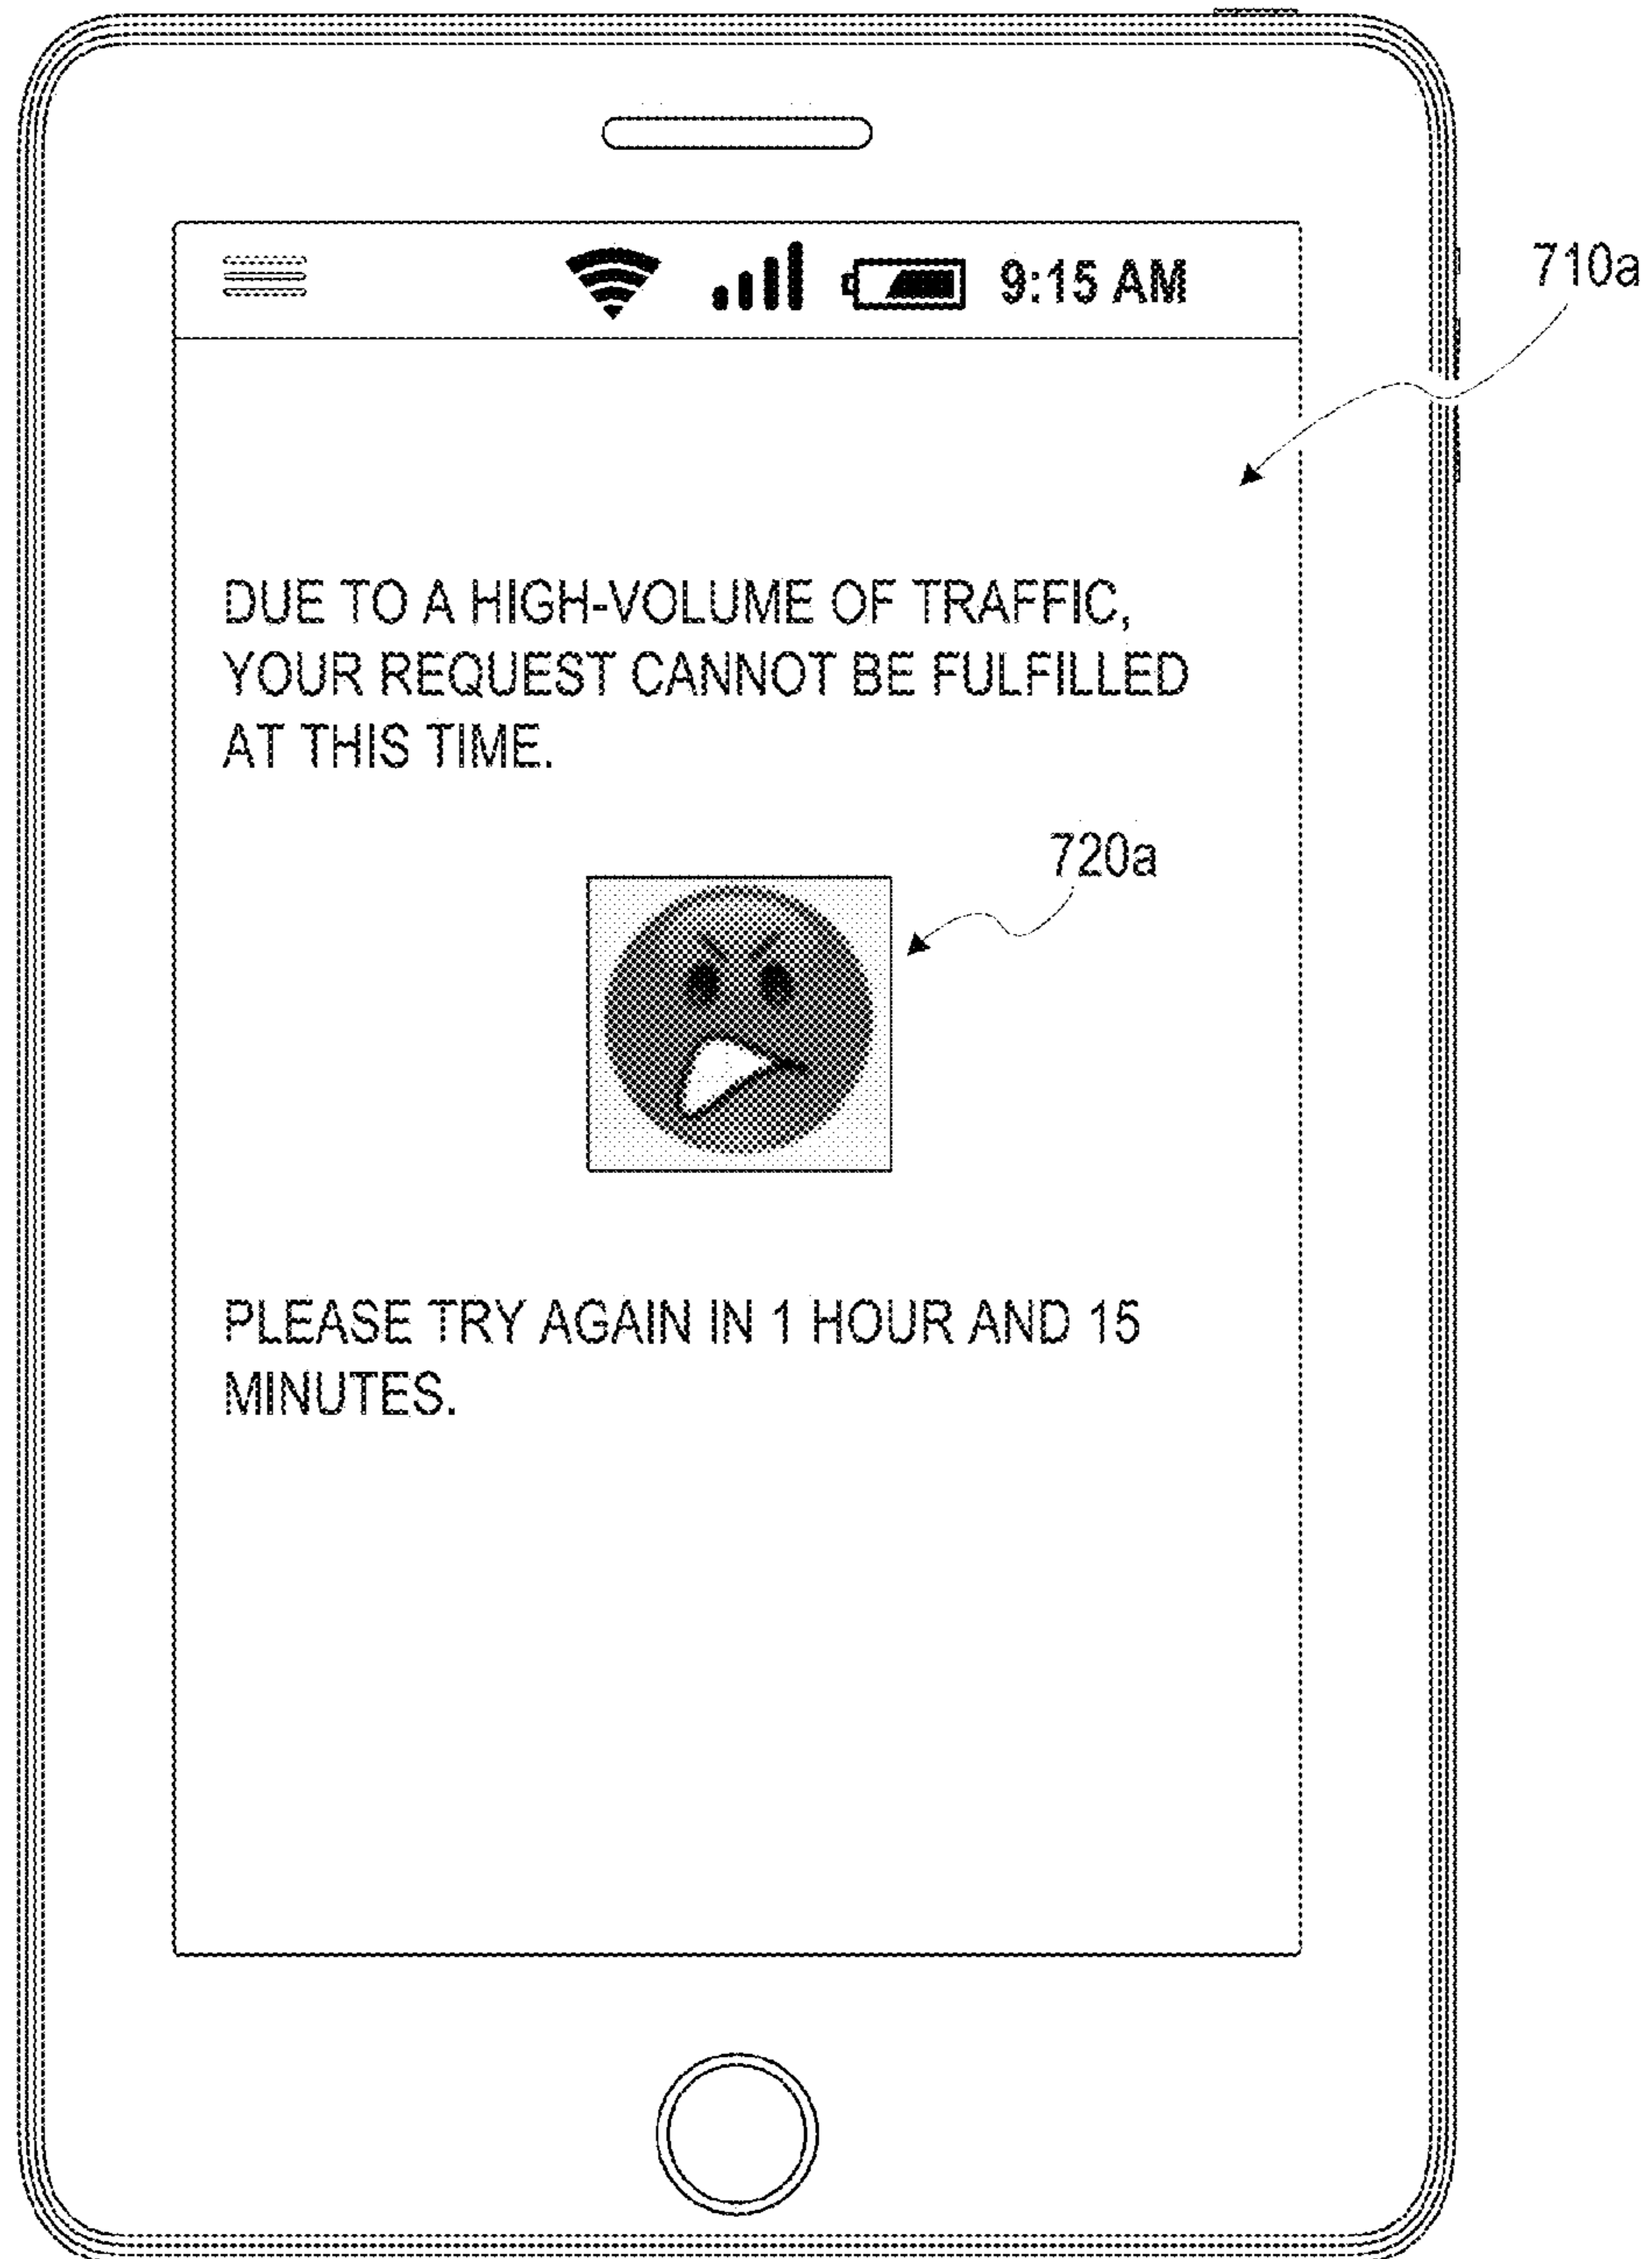 9:15 AM
710a
DUE TO A HIGH-VOLUME OF TRAFFIC,
YOUR REQUEST CANNOT BE FULFILLED
AT THIS TIME.
720a
PLEASE TRY AGAIN IN 1 HOUR AND 15
MINUTES.